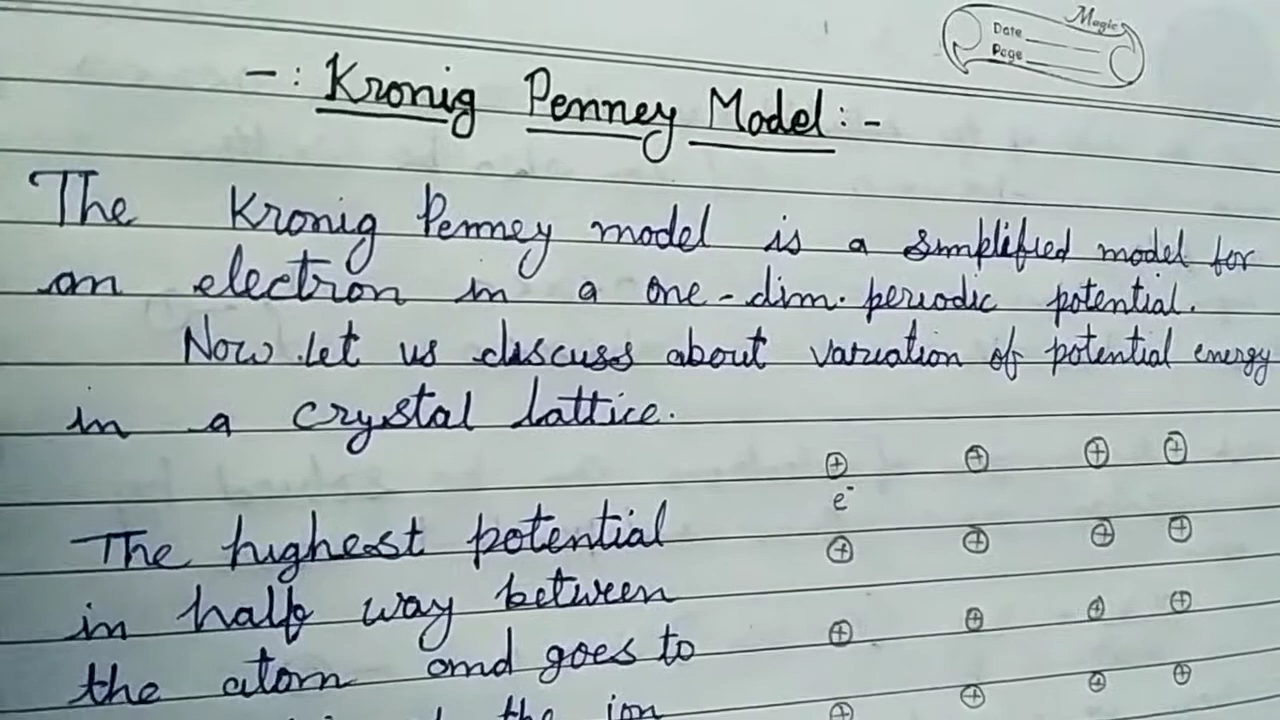 Magic
Date
Page
-: Kronig Penney Model :-
The Kronig Penney model is a simplified model for
an electron in a one-dim. periodic potential.
Now let us discuss about variation of potential energy
in a crystal lattice.
⊕ ⊕ ⊕ ⊕
e⁻
The highest potential
⊕ ⊕ ⊕ ⊕
in half way between
⊕ ⊕ ⊕ ⊕
the atom and goes to
⊕ ⊕ ⊕ ⊕
the ion